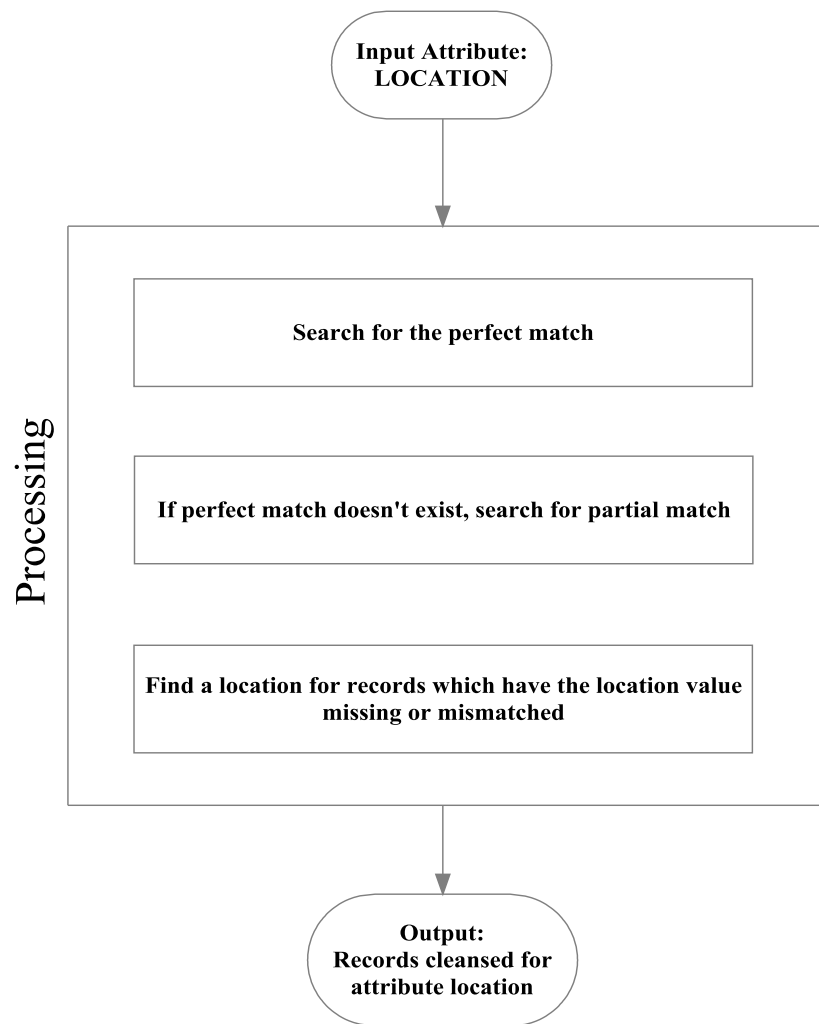 Input Attribute:
LOCATION
Processing
Search for the perfect match
If perfect match doesn't exist, search for partial match
Find a location for records which have the location value
missing or mismatched
Output:
Records cleansed for
attribute location